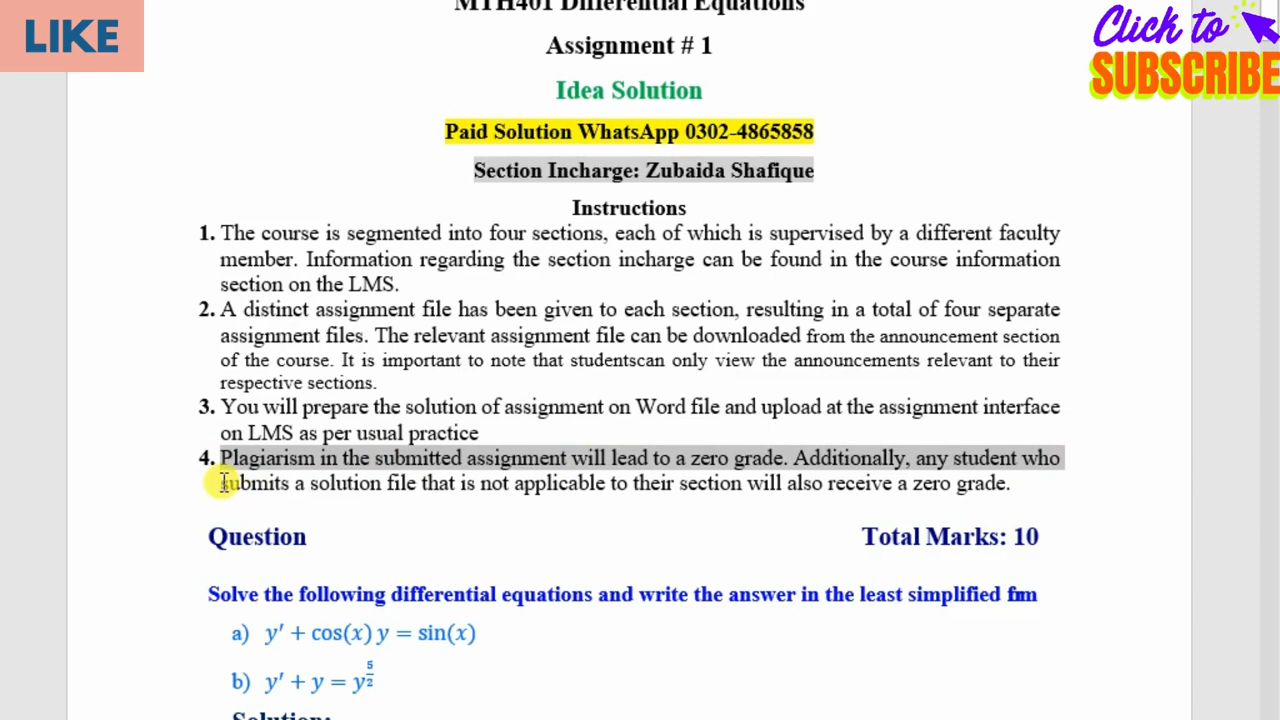 MTH401 Differential Equations
LIKE
Click to
SUBSCRIBE
Assignment # 1
Idea Solution
Paid Solution WhatsApp 0302-4865858
Section Incharge: Zubaida Shafique
Instructions
1. The course is segmented into four sections, each of which is supervised by a different faculty
member. Information regarding the section incharge can be found in the course information
section on the LMS.
2. A distinct assignment file has been given to each section, resulting in a total of four separate
assignment files. The relevant assignment file can be downloaded from the announcement section
of the course. It is important to note that studentscan only view the announcements relevant to their
respective sections.
3. You will prepare the solution of assignment on Word file and upload at the assignment interface
on LMS as per usual practice
4. Plagiarism in the submitted assignment will lead to a zero grade. Additionally, any student who
submits a solution file that is not applicable to their section will also receive a zero grade.
Question Total Marks: 10
Solve the following differential equations and write the answer in the least simplified fm
a) y′ + cos(x) y = sin(x)
b) y′ + y = y^(5/2)
Solution: